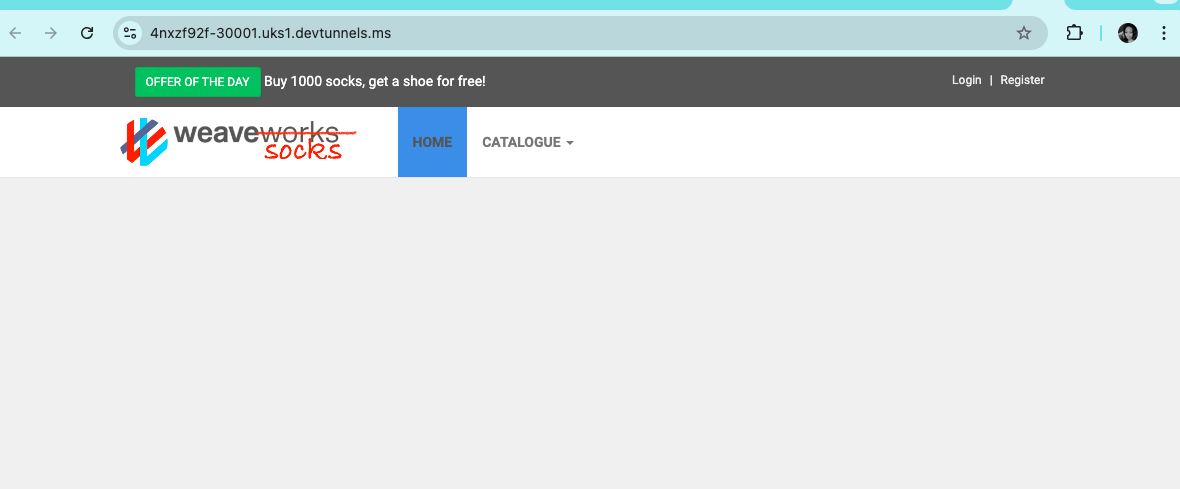 4nxzf92f-30001.uks1.devtunnels.ms
OFFER OF THE DAY Buy 1000 socks, get a shoe for free! Login | Register
weaveworks
socks
HOME CATALOGUE